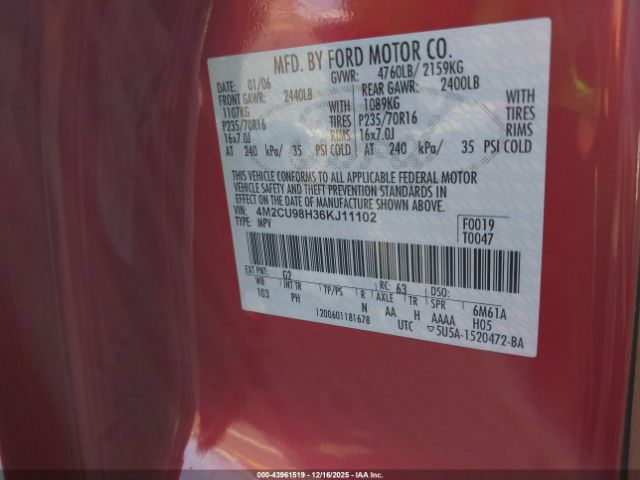 MFD. BY FORD MOTOR CO.
DATE: 01/06 GVWR: 4760LB/ 2159KG
FRONT GAWR: 2440LB REAR GAWR: 2400LB
1107KG WITH 1089KG WITH
P235/70R16 TIRES P235/70R16 TIRES
16x7.0J RIMS 16x7.0J RIMS
AT 240 kPa/ 35 PSI COLD AT 240 kPa/ 35 PSI COLD
THIS VEHICLE CONFORMS TO ALL APPLICABLE FEDERAL MOTOR
VEHICLE SAFETY AND THEFT PREVENTION STANDARDS IN
EFFECT ON THE DATE OF MANUFACTURE SHOWN ABOVE.
VIN: 4M2CU98H36KJ11102 F0019
TYPE: MPV T0047
EXT PNT: G2 RC: 63 DSO:
WB INT TR TP/PS R AXLE TR SPR 6M61A
103 PH N AA H AAAA H05
1200601181678 UTC ▽5U5A-1520472-BA
000-43961519 - 12/16/2025 - IAA Inc.